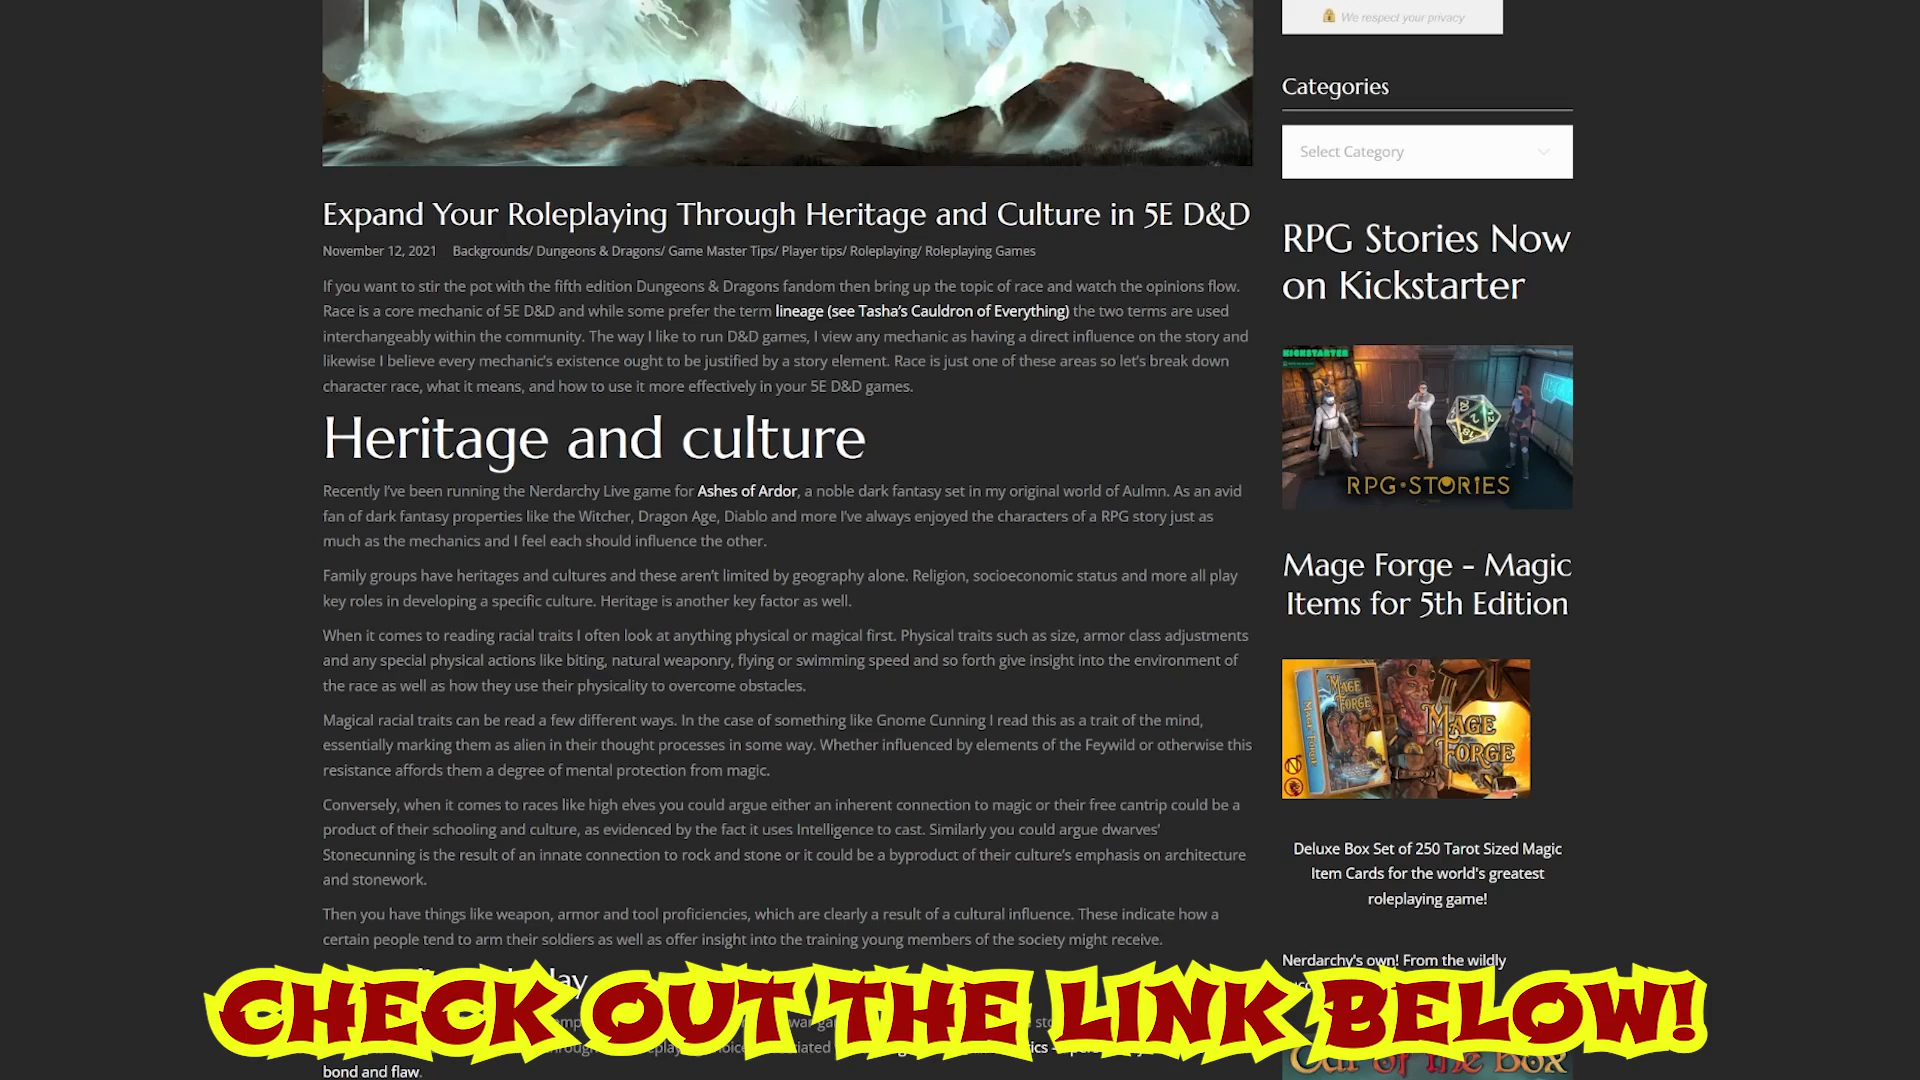 Expand Your Roleplaying Through Heritage and Culture in 5E D&D
November 12, 2021 Backgrounds/ Dungeons & Dragons/ Game Master Tips/ Player tips/ Roleplaying/ Roleplaying Games
If you want to stir the pot with the fifth edition Dungeons & Dragons fandom then bring up the topic of race and watch the opinions flow.
Race is a core mechanic of 5E D&D and while some prefer the term lineage (see Tasha's Cauldron of Everything) the two terms are used
interchangeably within the community. The way I like to run D&D games, I view any mechanic as having a direct influence on the story and
likewise I believe every mechanic's existence ought to be justified by a story element. Race is just one of these areas so let's break down
character race, what it means, and how to use it more effectively in your 5E D&D games.
Heritage and culture
Recently I've been running the Nerdarchy Live game for Ashes of Ardor, a noble dark fantasy set in my original world of Aulmn. As an avid
fan of dark fantasy properties like the Witcher, Dragon Age, Diablo and more I've always enjoyed the characters of a RPG story just as
much as the mechanics and I feel each should influence the other.
Family groups have heritages and cultures and these aren't limited by geography alone. Religion, socioeconomic status and more all play
key roles in developing a specific culture. Heritage is another key factor as well.
When it comes to reading racial traits I often look at anything physical or magical first. Physical traits such as size, armor class adjustments
and any special physical actions like biting, natural weaponry, flying or swimming speed and so forth give insight into the environment of
the race as well as how they use their physicality to overcome obstacles.
Magical racial traits can be read a few different ways. In the case of something like Gnome Cunning I read this as a trait of the mind,
essentially marking them as alien in their thought processes in some way. Whether influenced by elements of the Feywild or otherwise this
resistance affords them a degree of mental protection from magic.
Conversely, when it comes to races like high elves you could argue either an inherent connection to magic or their free cantrip could be a
product of their schooling and culture, as evidenced by the fact it uses Intelligence to cast. Similarly you could argue dwarves'
Stonecunning is the result of an innate connection to rock and stone or it could be a byproduct of their culture's emphasis on architecture
and stonework.
Then you have things like weapon, armor and tool proficiencies, which are clearly a result of a cultural influence. These indicate how a
certain people tend to arm their soldiers as well as offer insight into the training young members of the society might receive.
bond and flaw.
We respect your privacy
Categories
Select Category
RPG Stories Now
on Kickstarter
KICKSTARTER
RPG STORIES
Mage Forge - Magic
Items for 5th Edition
MAGE
FORGE
MAGE
FORGE
Deluxe Box Set of 250 Tarot Sized Magic
Item Cards for the world's greatest
roleplaying game!
Nerdarchy's own! From the wildly
Out of the Box
CHECK OUT THE LINK BELOW!